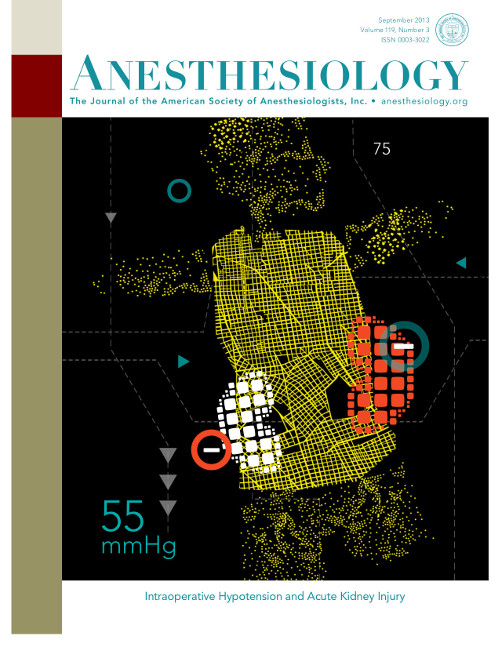 September 2013
Volume 119, Number 3
ISSN 0003-3022
ANESTHESIOLOGY
The Journal of the American Society of Anesthesiologists, Inc. • anesthesiology.org
75
55
mmHg
Intraoperative Hypotension and Acute Kidney Injury